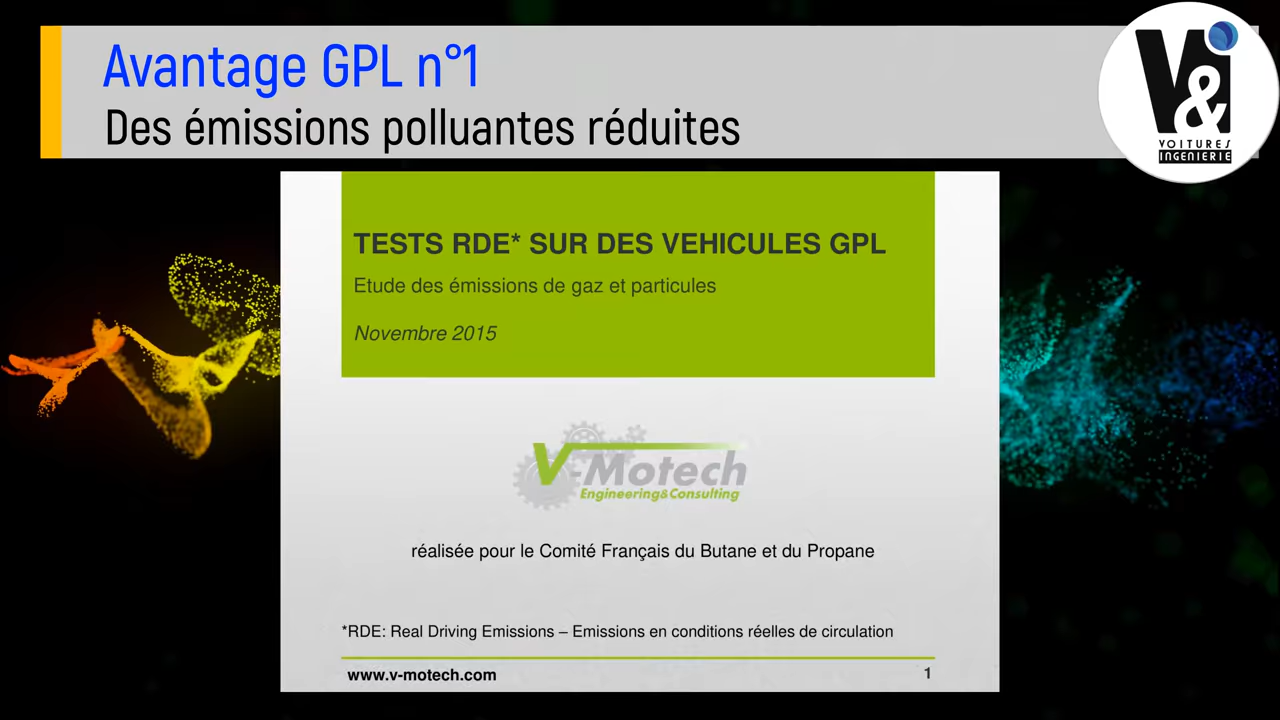 Avantage GPL n°1
Des émissions polluantes réduites
V&i
VOITURES
INGENIERIE
TESTS RDE* SUR DES VEHICULES GPL
Etude des émissions de gaz et particules
Novembre 2015
V-Motech
Engineering&Consulting
réalisée pour le Comité Français du Butane et du Propane
*RDE: Real Driving Emissions – Emissions en conditions réelles de circulation
www.v-motech.com 1